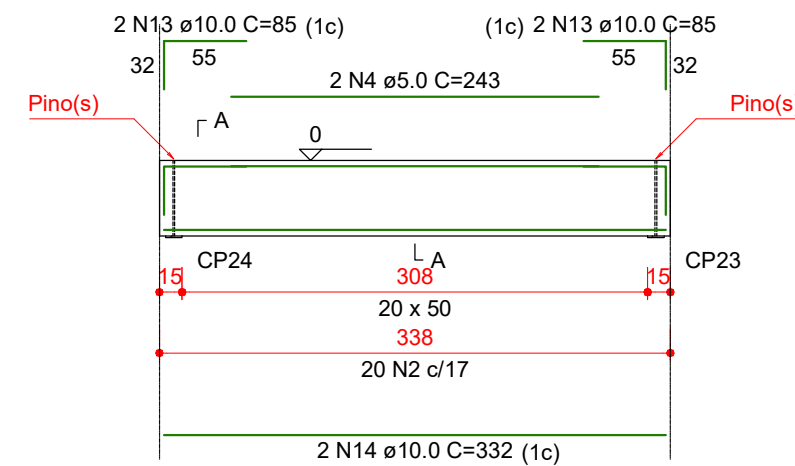 2 N13 ø10.0 C=85 (1c)
(1c) 2 N13 ø10.0 C=85
32
55
55
32
2 N4 ø5.0 C=243
Pino(s)
Pino(s
A
0
CP24
A
CP23
15
308
15
20 x 50
338
20 N2 c/17
2 N14 ø10.0 C=332 (1c)